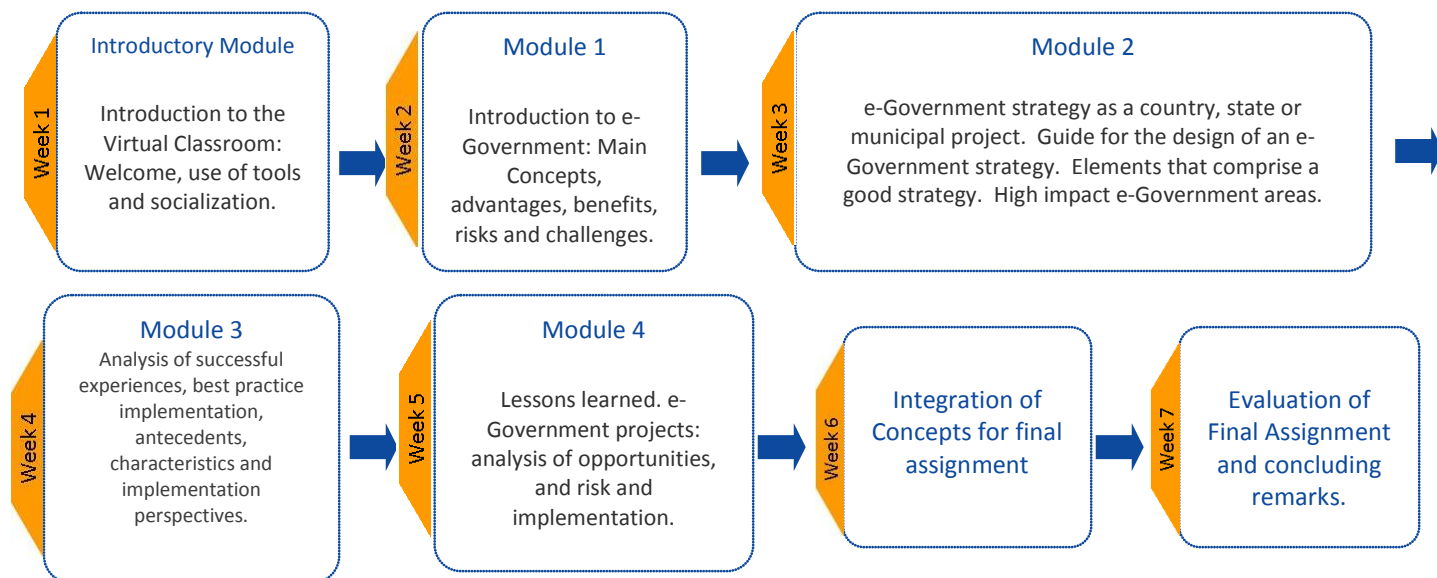 Week 1
Introductory Module
Introduction to the
Virtual Classroom:
Welcome, use of tools
and socialization.
Week 2
Module 1
Introduction to e-
Government: Main
Concepts,
advantages, benefits,
risks and challenges.
Week 3
Module 2
e-Government strategy as a country, state or
municipal project.  Guide for the design of an e-
Government strategy.  Elements that comprise a
good strategy.  High impact e-Government areas.
Week 4
Module 3
Analysis of successful
experiences, best practice
implementation,
antecedents,
characteristics and
implementation
perspectives.
Week 5
Module 4
Lessons learned. e-
Government projects:
analysis of opportunities,
and risk and
implementation.
Week 6
Integration of
Concepts for final
assignment
Week 7
Evaluation of
Final Assignment
and concluding
remarks.